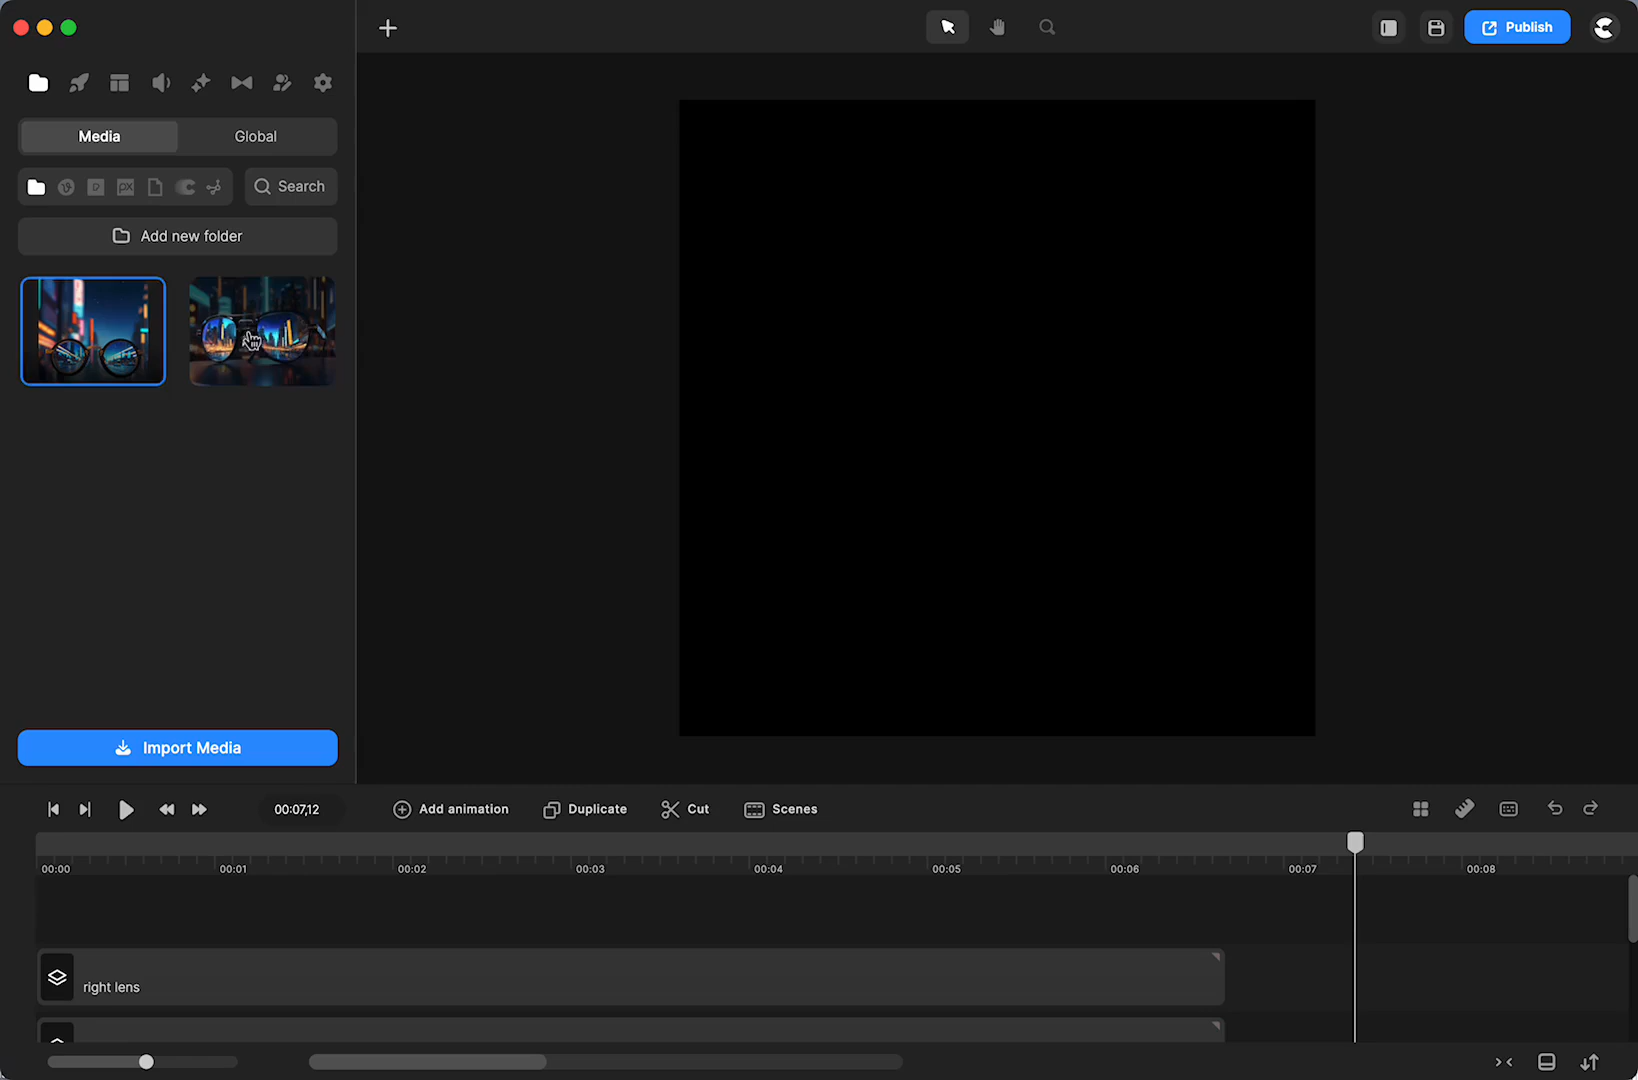 Publish
Media
Global
Search
Add new folder
Import Media
00:07,12
Add animation
Duplicate
Cut
Scenes
00:00
00:01
00:02
00:03
00:04
00:05
00:06
00:07
00:08
right lens